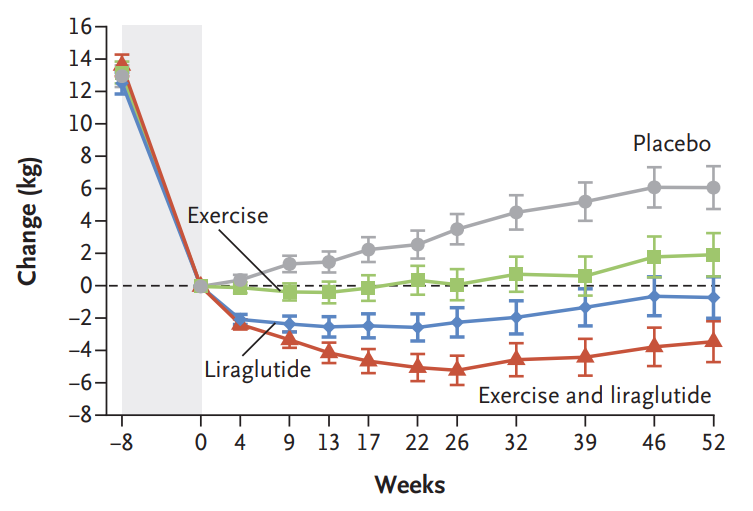 16
14
12
10
8
6
4
2
0
−2
−4
−6
−8
Change (kg)
Placebo
Exercise
Liraglutide
Exercise and liraglutide
−8 0 4 9 13 17 22 26 32 39 46 52
Weeks